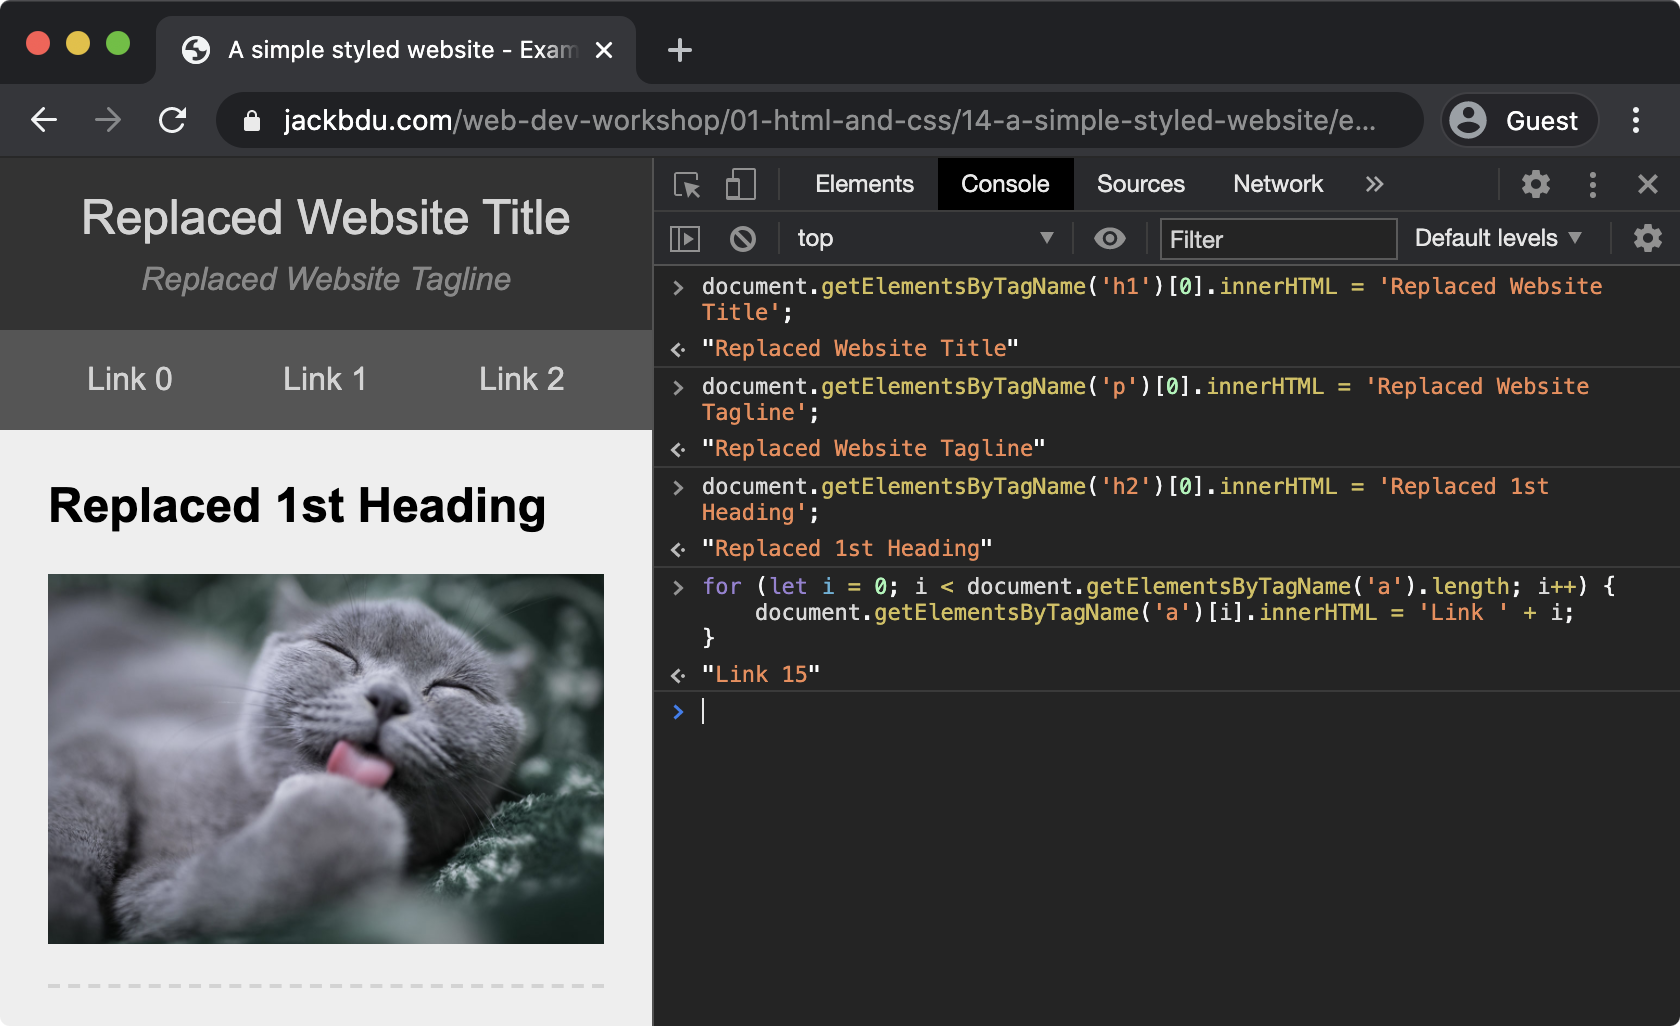 A simple styled website - Exam
jackbdu.com/web-dev-workshop/01-html-and-css/14-a-simple-styled-website/e...
Guest
Replaced Website Title
Replaced Website Tagline
Link 0 Link 1 Link 2
Replaced 1st Heading
Elements Console Sources Network
top Filter Default levels
document.getElementsByTagName('h1')[0].innerHTML = 'Replaced Website
Title';
"Replaced Website Title"
document.getElementsByTagName('p')[0].innerHTML = 'Replaced Website
Tagline';
"Replaced Website Tagline"
document.getElementsByTagName('h2')[0].innerHTML = 'Replaced 1st
Heading';
"Replaced 1st Heading"
for (let i = 0; i < document.getElementsByTagName('a').length; i++) {
    document.getElementsByTagName('a')[i].innerHTML = 'Link ' + i;
}
"Link 15"